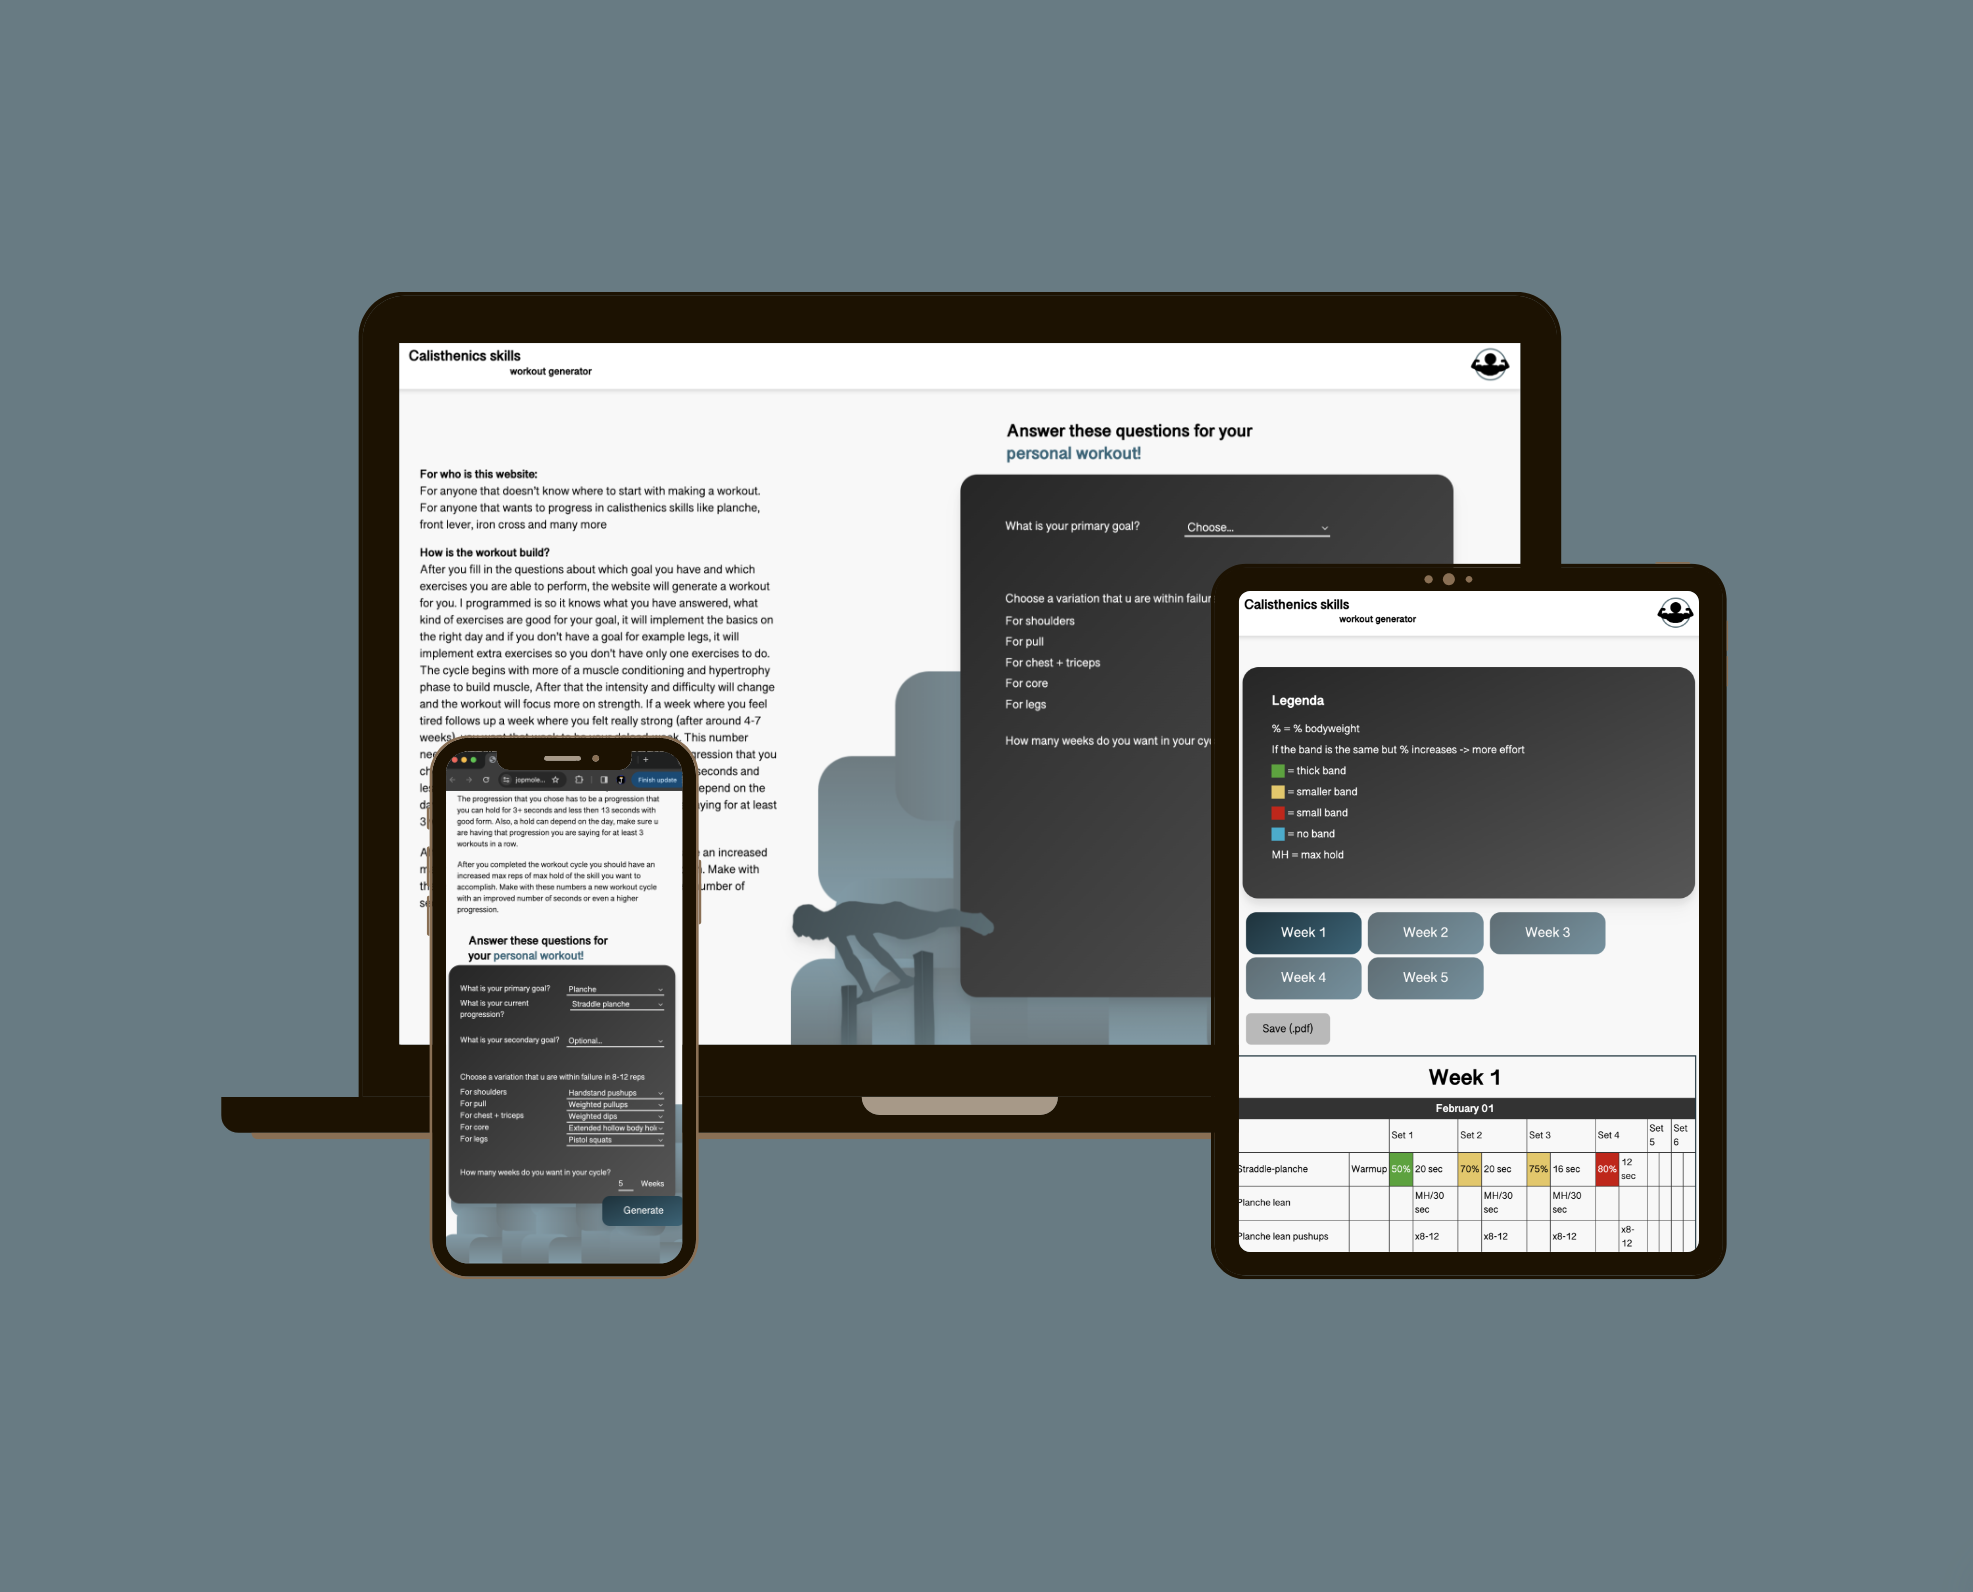 Calisthenics skills
workout generator
For who is this website:
For anyone that doesn't know where to start with making a workout.
For anyone that wants to progress in calisthenics skills like planche,
front lever, iron cross and many more
How is the workout build?
After you fill in the questions about which goal you have and which
exercises you are able to perform, the website will generate a workout
for you. I programmed is so it knows what you have answered, what
kind of exercises are good for your goal, it will implement the basics on
the right day and if you don't have a goal for example legs, it will
implement extra exercises so you don't have only one exercises to do.
The cycle begins with more of a muscle conditioning and hypertrophy
phase to build muscle, After that the intensity and difficulty will change
and the workout will focus more on strength. If a week where you feel
tired follows up a week where you felt really strong (after around 4-7
This number
that you
seconds and
on the
for at least
3
an increased
Make with
of
Answer these questions for your
personal workout!
What is your primary goal? Choose...
Choose a variation that u are within
For shoulders
For pull
For chest + triceps
For core
For legs
How many weeks do you want in your
jopmole...
Finish update
The progression that you chose has to be a progression that
you can hold for 3+ seconds and less then 13 seconds with
good form. Also, a hold can depend on the day, make sure u
are having that progression you are saying for at least 3
workouts in a row.
After you completed the workout cycle you should have an
increased max reps of max hold of the skill you want to
accomplish. Make with these numbers a new workout cycle
with an improved number of seconds or even a higher
progression.
Answer these questions for
your personal workout!
What is your primary goal? Planche
What is your current Straddle planche
progression?
What is your secondary goal? Optional...
Choose a variation that u are within failure in 8-12 reps
For shoulders Handstand pushups
For pull Weighted pullups
For chest + triceps Weighted dips
For core Extended hollow body hol
For legs Pistol squats
How many weeks do you want in your cycle?
5 Weeks
Generate
Calisthenics skills
workout generator
Legenda
% = % bodyweight
If the band is the same but % increases -> more effort
= thick band
= smaller band
= small band
= no band
MH = max hold
Week 1 Week 2 Week 3
Week 4 Week 5
Save (.pdf)
Week 1
February 01
Set 1 Set 2 Set 3 Set 4 Set 5 Set 6
Straddle-planche Warmup 50% 20 sec 70% 20 sec 75% 16 sec 80% 12 sec
Planche lean MH/30 sec MH/30 sec MH/30 sec
Planche lean pushups x8-12 x8-12 x8-12 x8-12